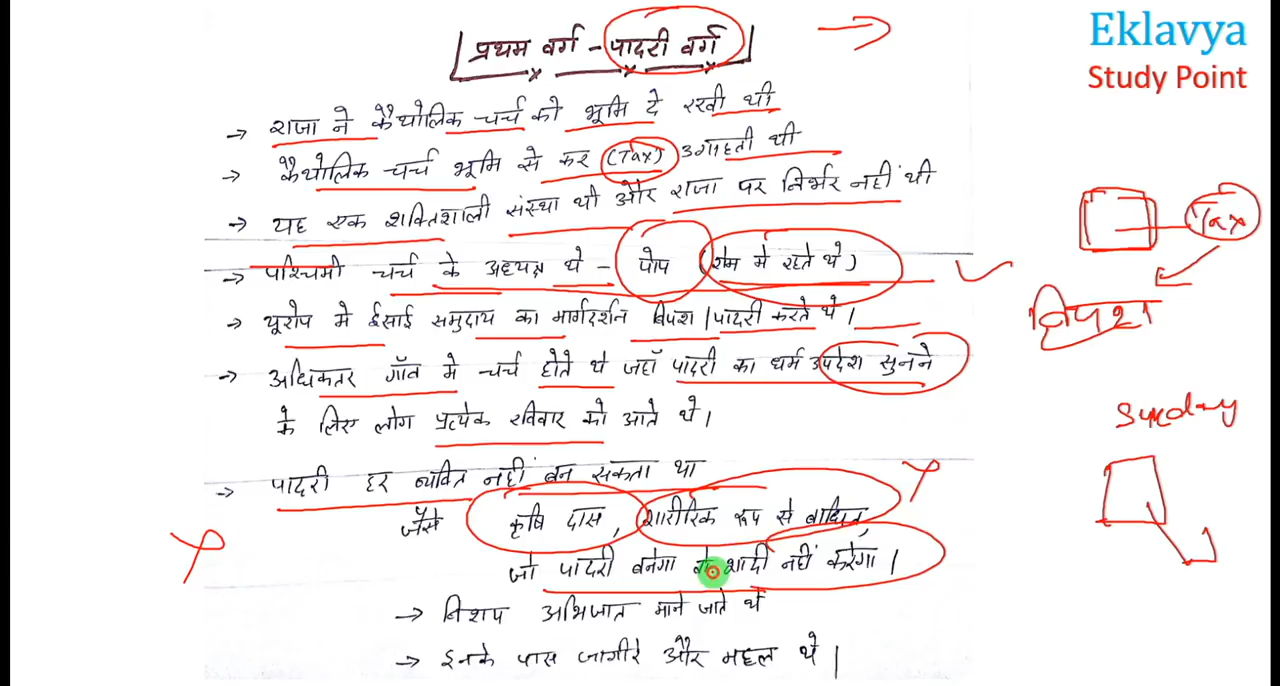 प्रथम वर्ग - पादरी वर्ग
Eklavya
Study Point
→ राजा ने कैथोलिक चर्च को भूमि दे रखी थी
→ कैथोलिक चर्च भूमि से कर (Tax) उगाहती थी
→ यह एक शक्तिशाली संस्था थी और राजा पर निर्भर नहीं थी
→ पश्चिमी चर्च के अध्यक्ष थे - पोप (रोम में रहते थे)
Tax
→ यूरोप मे ईसाई समुदाय का मार्गदर्शन बिपश / पादरी करते थे।
बिपश
→ अधिकतर गाँव मे चर्च होते थे जहाँ पादरी का धर्म उपदेश सुनने
के लिए लोग प्रत्येक रविवार को आते थे।
Sunday
→ पादरी हर व्यक्ति नहीं बन सकता था
जैसे कृषि दास, शारीरिक रूप से बाधित,
जो पादरी बनेगा वो शादी नहीं करेगा।
→ बिशप अभिजात माने जाते थे
→ इनके पास जागीरे और महल थे।